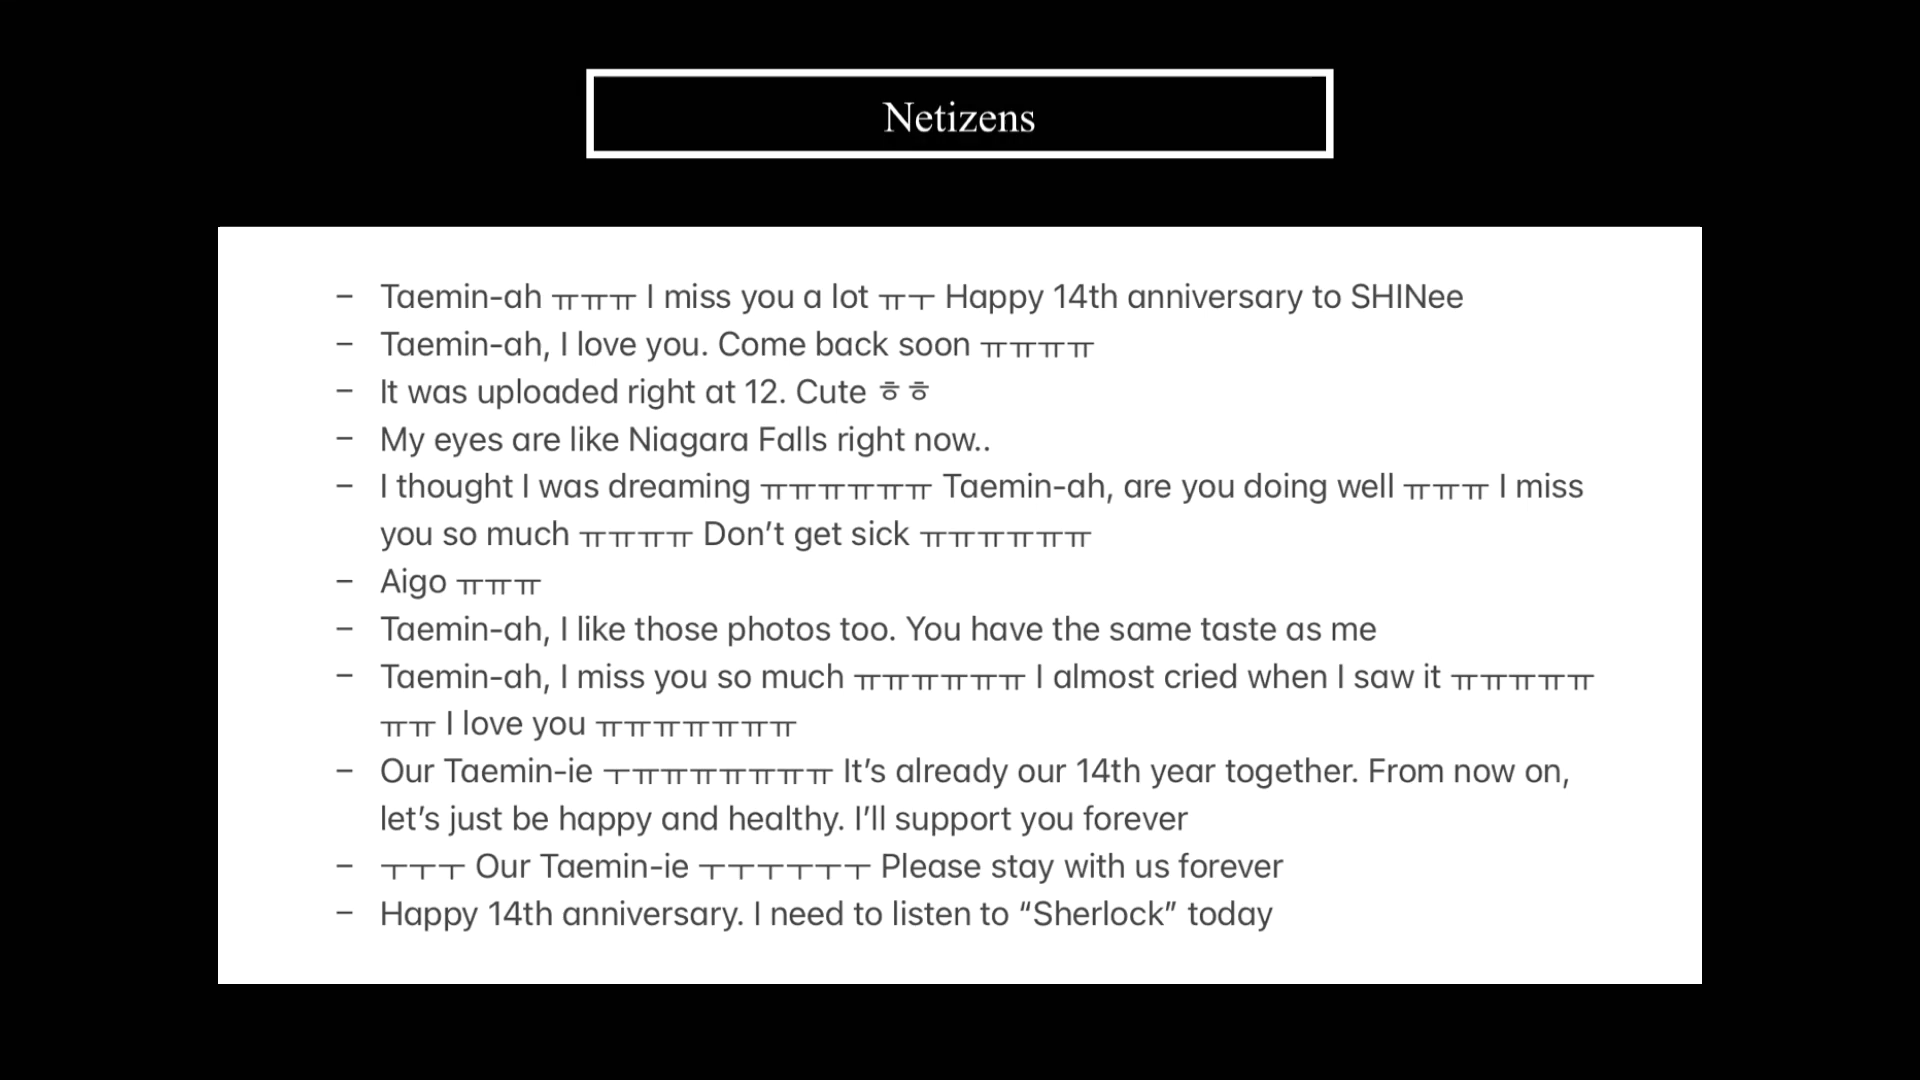 Netizens
– Taemin-ah ㅠㅠㅠ I miss you a lot ㅠㅜ Happy 14th anniversary to SHINee
– Taemin-ah, I love you. Come back soon ㅠㅠㅠㅠ
– It was uploaded right at 12. Cute ㅎㅎ
– My eyes are like Niagara Falls right now..
– I thought I was dreaming ㅠㅠㅠㅠㅠㅠ Taemin-ah, are you doing well ㅠㅠㅠ I miss
you so much ㅠㅠㅠㅠ Don’t get sick ㅠㅠㅠㅠㅠㅠ
– Aigo ㅠㅠㅠ
– Taemin-ah, I like those photos too. You have the same taste as me
– Taemin-ah, I miss you so much ㅠㅠㅠㅠㅠㅠ I almost cried when I saw it ㅠㅠㅠㅠㅠ
ㅠㅠ I love you ㅠㅠㅠㅠㅠㅠㅠ
– Our Taemin-ie ㅜㅠㅠㅠㅠㅠㅠㅠ It’s already our 14th year together. From now on,
let’s just be happy and healthy. I’ll support you forever
– ㅜㅜㅜ Our Taemin-ie ㅜㅜㅜㅜㅜㅜ Please stay with us forever
– Happy 14th anniversary. I need to listen to “Sherlock” today